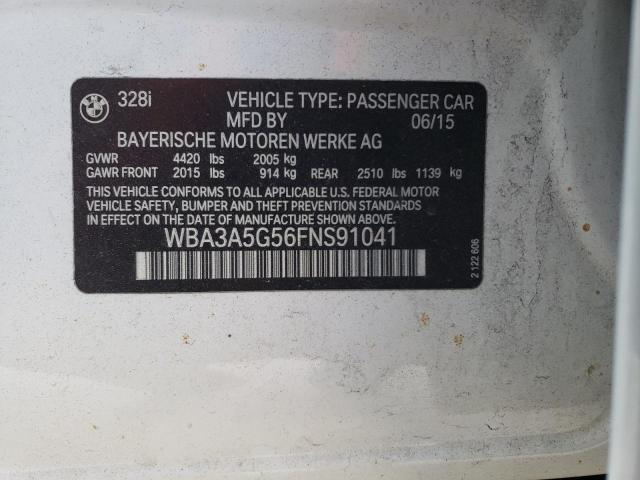 328i VEHICLE TYPE: PASSENGER CAR
MFD BY 06/15
BAYERISCHE MOTOREN WERKE AG
GVWR 4420 lbs 2005 kg
GAWR FRONT 2015 lbs 914 kg REAR 2510 lbs 1139 kg
THIS VEHICLE CONFORMS TO ALL APPLICABLE U.S. FEDERAL MOTOR
VEHICLE SAFETY, BUMPER AND THEFT PREVENTION STANDARDS
IN EFFECT ON THE DATE OF MANUFACTURE SHOWN ABOVE.
WBA3A5G56FNS91041
2 122 606